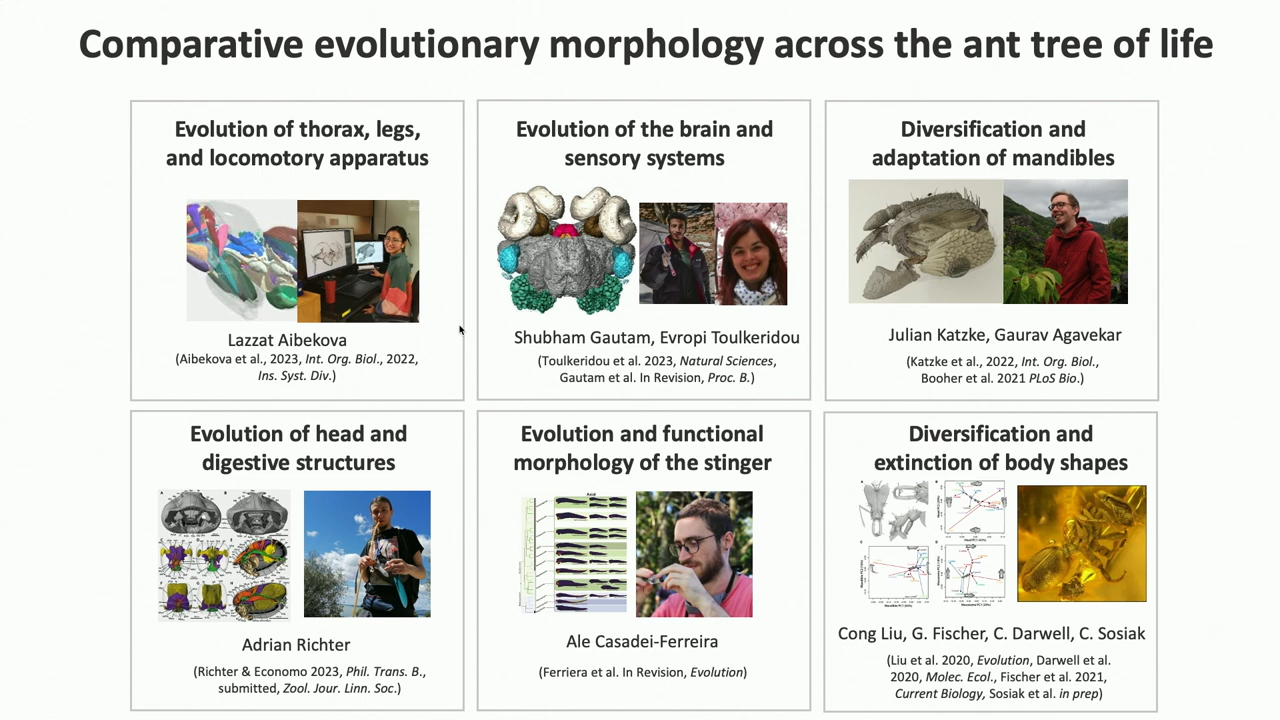 Comparative evolutionary morphology across the ant tree of life
Evolution of thorax, legs,
and locomotory apparatus
Lazzat Aibekova
(Aibekova et al., 2023, Int. Org. Biol., 2022,
Ins. Syst. Div.)
Evolution of the brain and
sensory systems
Shubham Gautam, Evropi Toulkeridou
(Toulkeridou et al. 2023, Natural Sciences,
Gautam et al. In Revision, Proc. B.)
Diversification and
adaptation of mandibles
Julian Katzke, Gaurav Agavekar
(Katzke et al., 2022, Int. Org. Biol.,
Booher et al. 2021 PLoS Bio.)
Evolution of head and
digestive structures
Adrian Richter
(Richter & Economo 2023, Phil. Trans. B.,
submitted, Zool. Jour. Linn. Soc.)
Evolution and functional
morphology of the stinger
Ale Casadei-Ferreira
(Ferriera et al. In Revision, Evolution)
Diversification and
extinction of body shapes
Cong Liu, G. Fischer, C. Darwell, C. Sosiak
(Liu et al. 2020, Evolution, Darwell et al.
2020, Molec. Ecol., Fischer et al. 2021,
Current Biology, Sosiak et al. in prep)